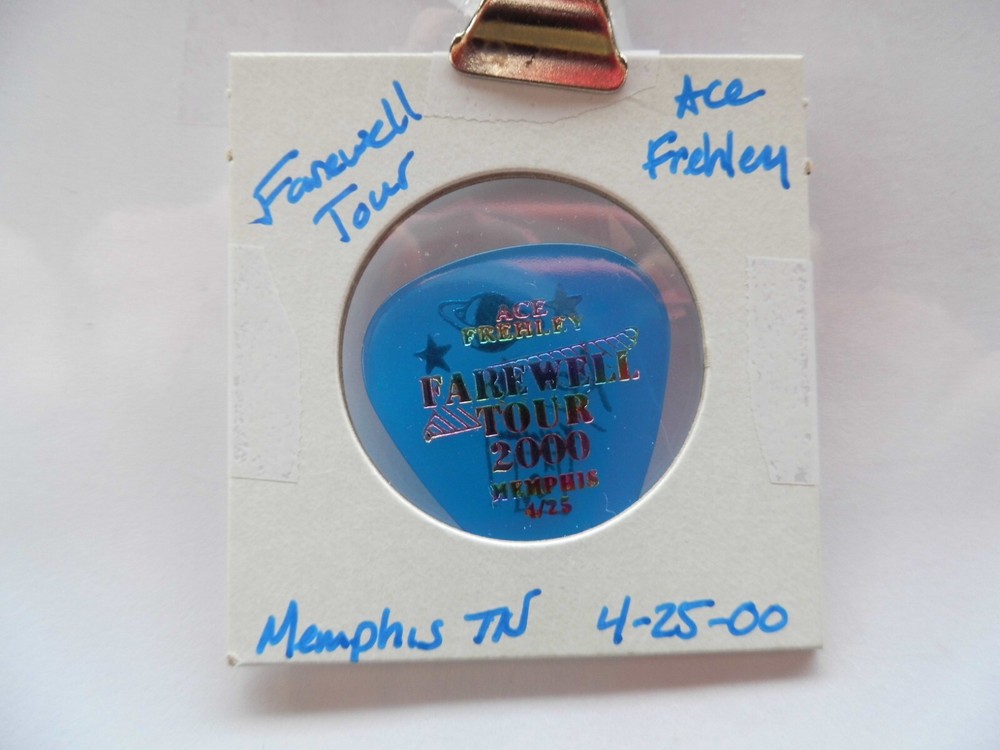 Farewell
Tour
Ace
Frehley
ACE
FREHLEY
FAREWELL
TOUR
2000
MEMPHIS
4/25
Memphis TN 4-25-00